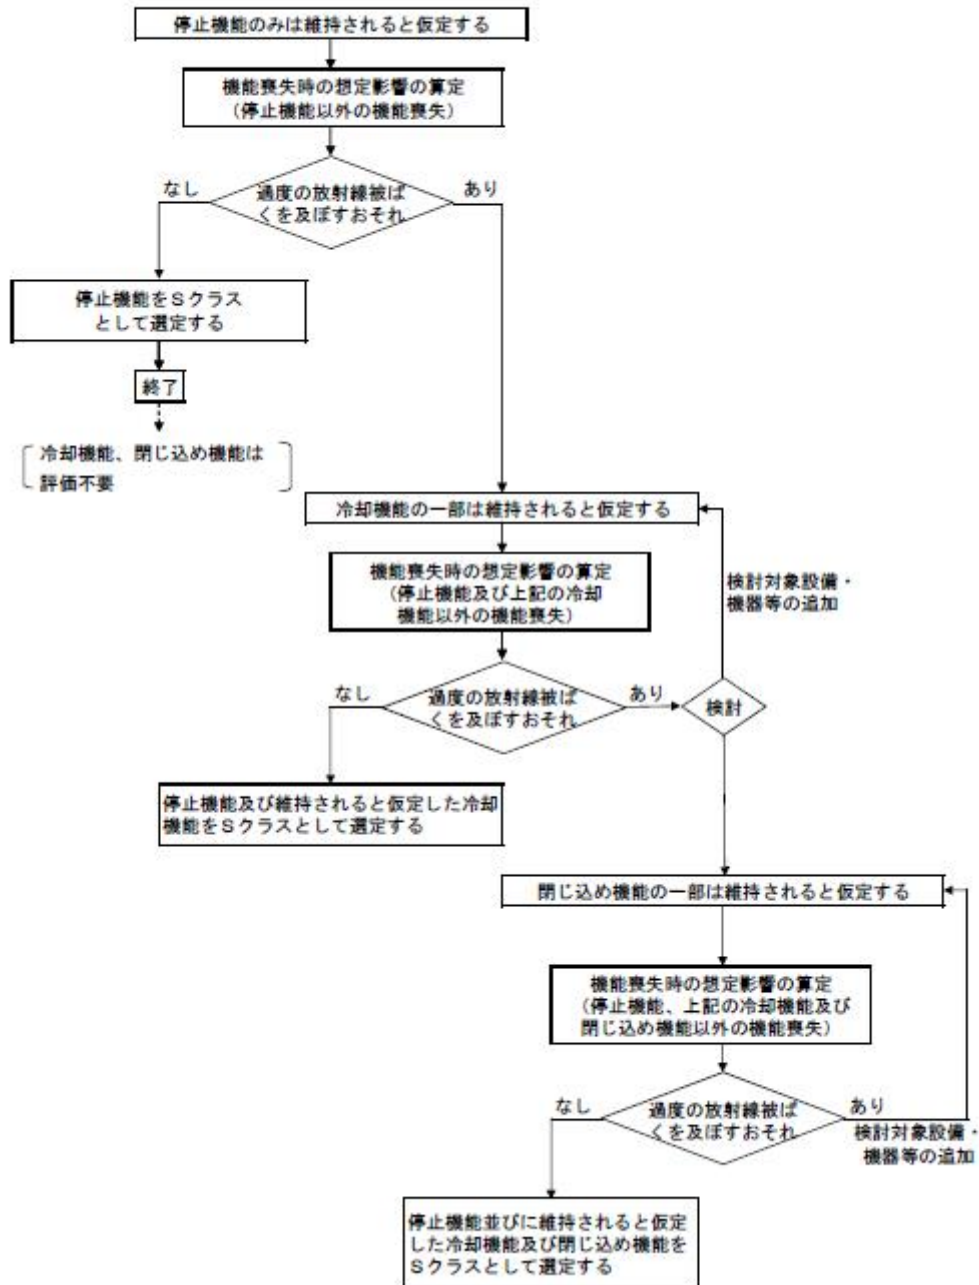 停止機能のみは維持されると仮定する
機能喪失時の想定影響の算定
(停止機能以外の機能喪失)
過度の放射線被ば
くを及ぼすおそれ
なし
あり
停止機能をSクラス
として選定する
終了
冷却機能、閉じ込め機能は
評価不要
冷却機能の一部は維持されると仮定する
機能喪失時の想定影響の算定
(停止機能及び上記の冷却
機能以外の機能喪失)
検討対象設備・
機器等の追加
過度の放射線被ば
くを及ぼすおそれ
なし
あり
検討
停止機能及び維持されると仮定した冷却
機能をSクラスとして選定する
閉じ込め機能の一部は維持されると仮定する
機能喪失時の想定影響の算定
(停止機能、上記の冷却機能及び
閉じ込め機能以外の機能喪失)
過度の放射線被ば
くを及ぼすおそれ
なし
あり
検討対象設備・
機器等の追加
停止機能並びに維持されると仮定
した冷却機能及び閉じ込め機能を
Sクラスとして選定する